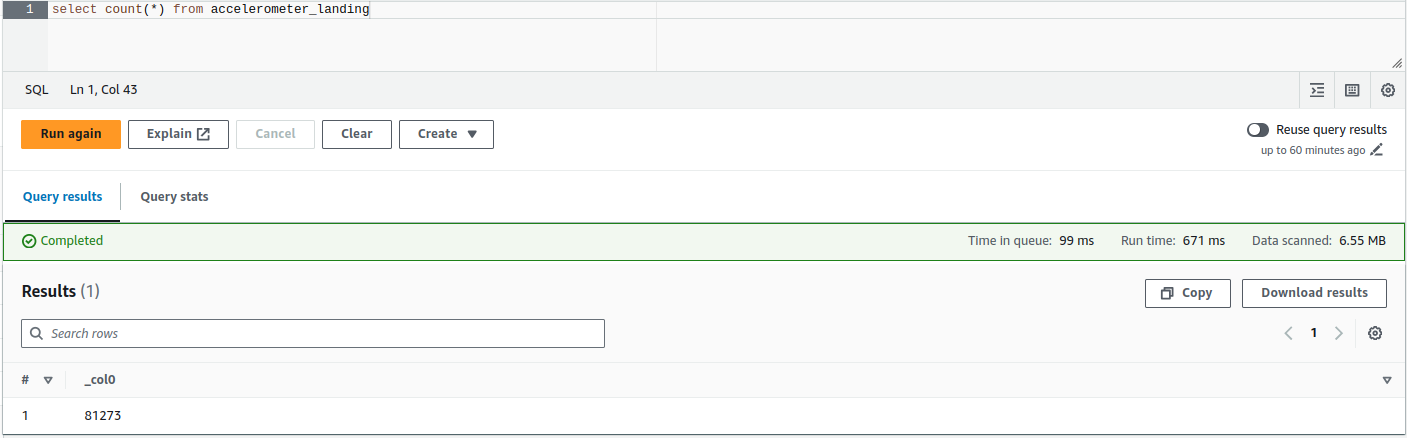 1 select count(*) from accelerometer_landing
SQL Ln 1, Col 43
Run again Explain Cancel Clear Create Reuse query results
up to 60 minutes ago
Query results Query stats
Completed Time in queue: 99 ms Run time: 671 ms Data scanned: 6.55 MB
Results (1) Copy Download results
Search rows 1
# _col0
1 81273